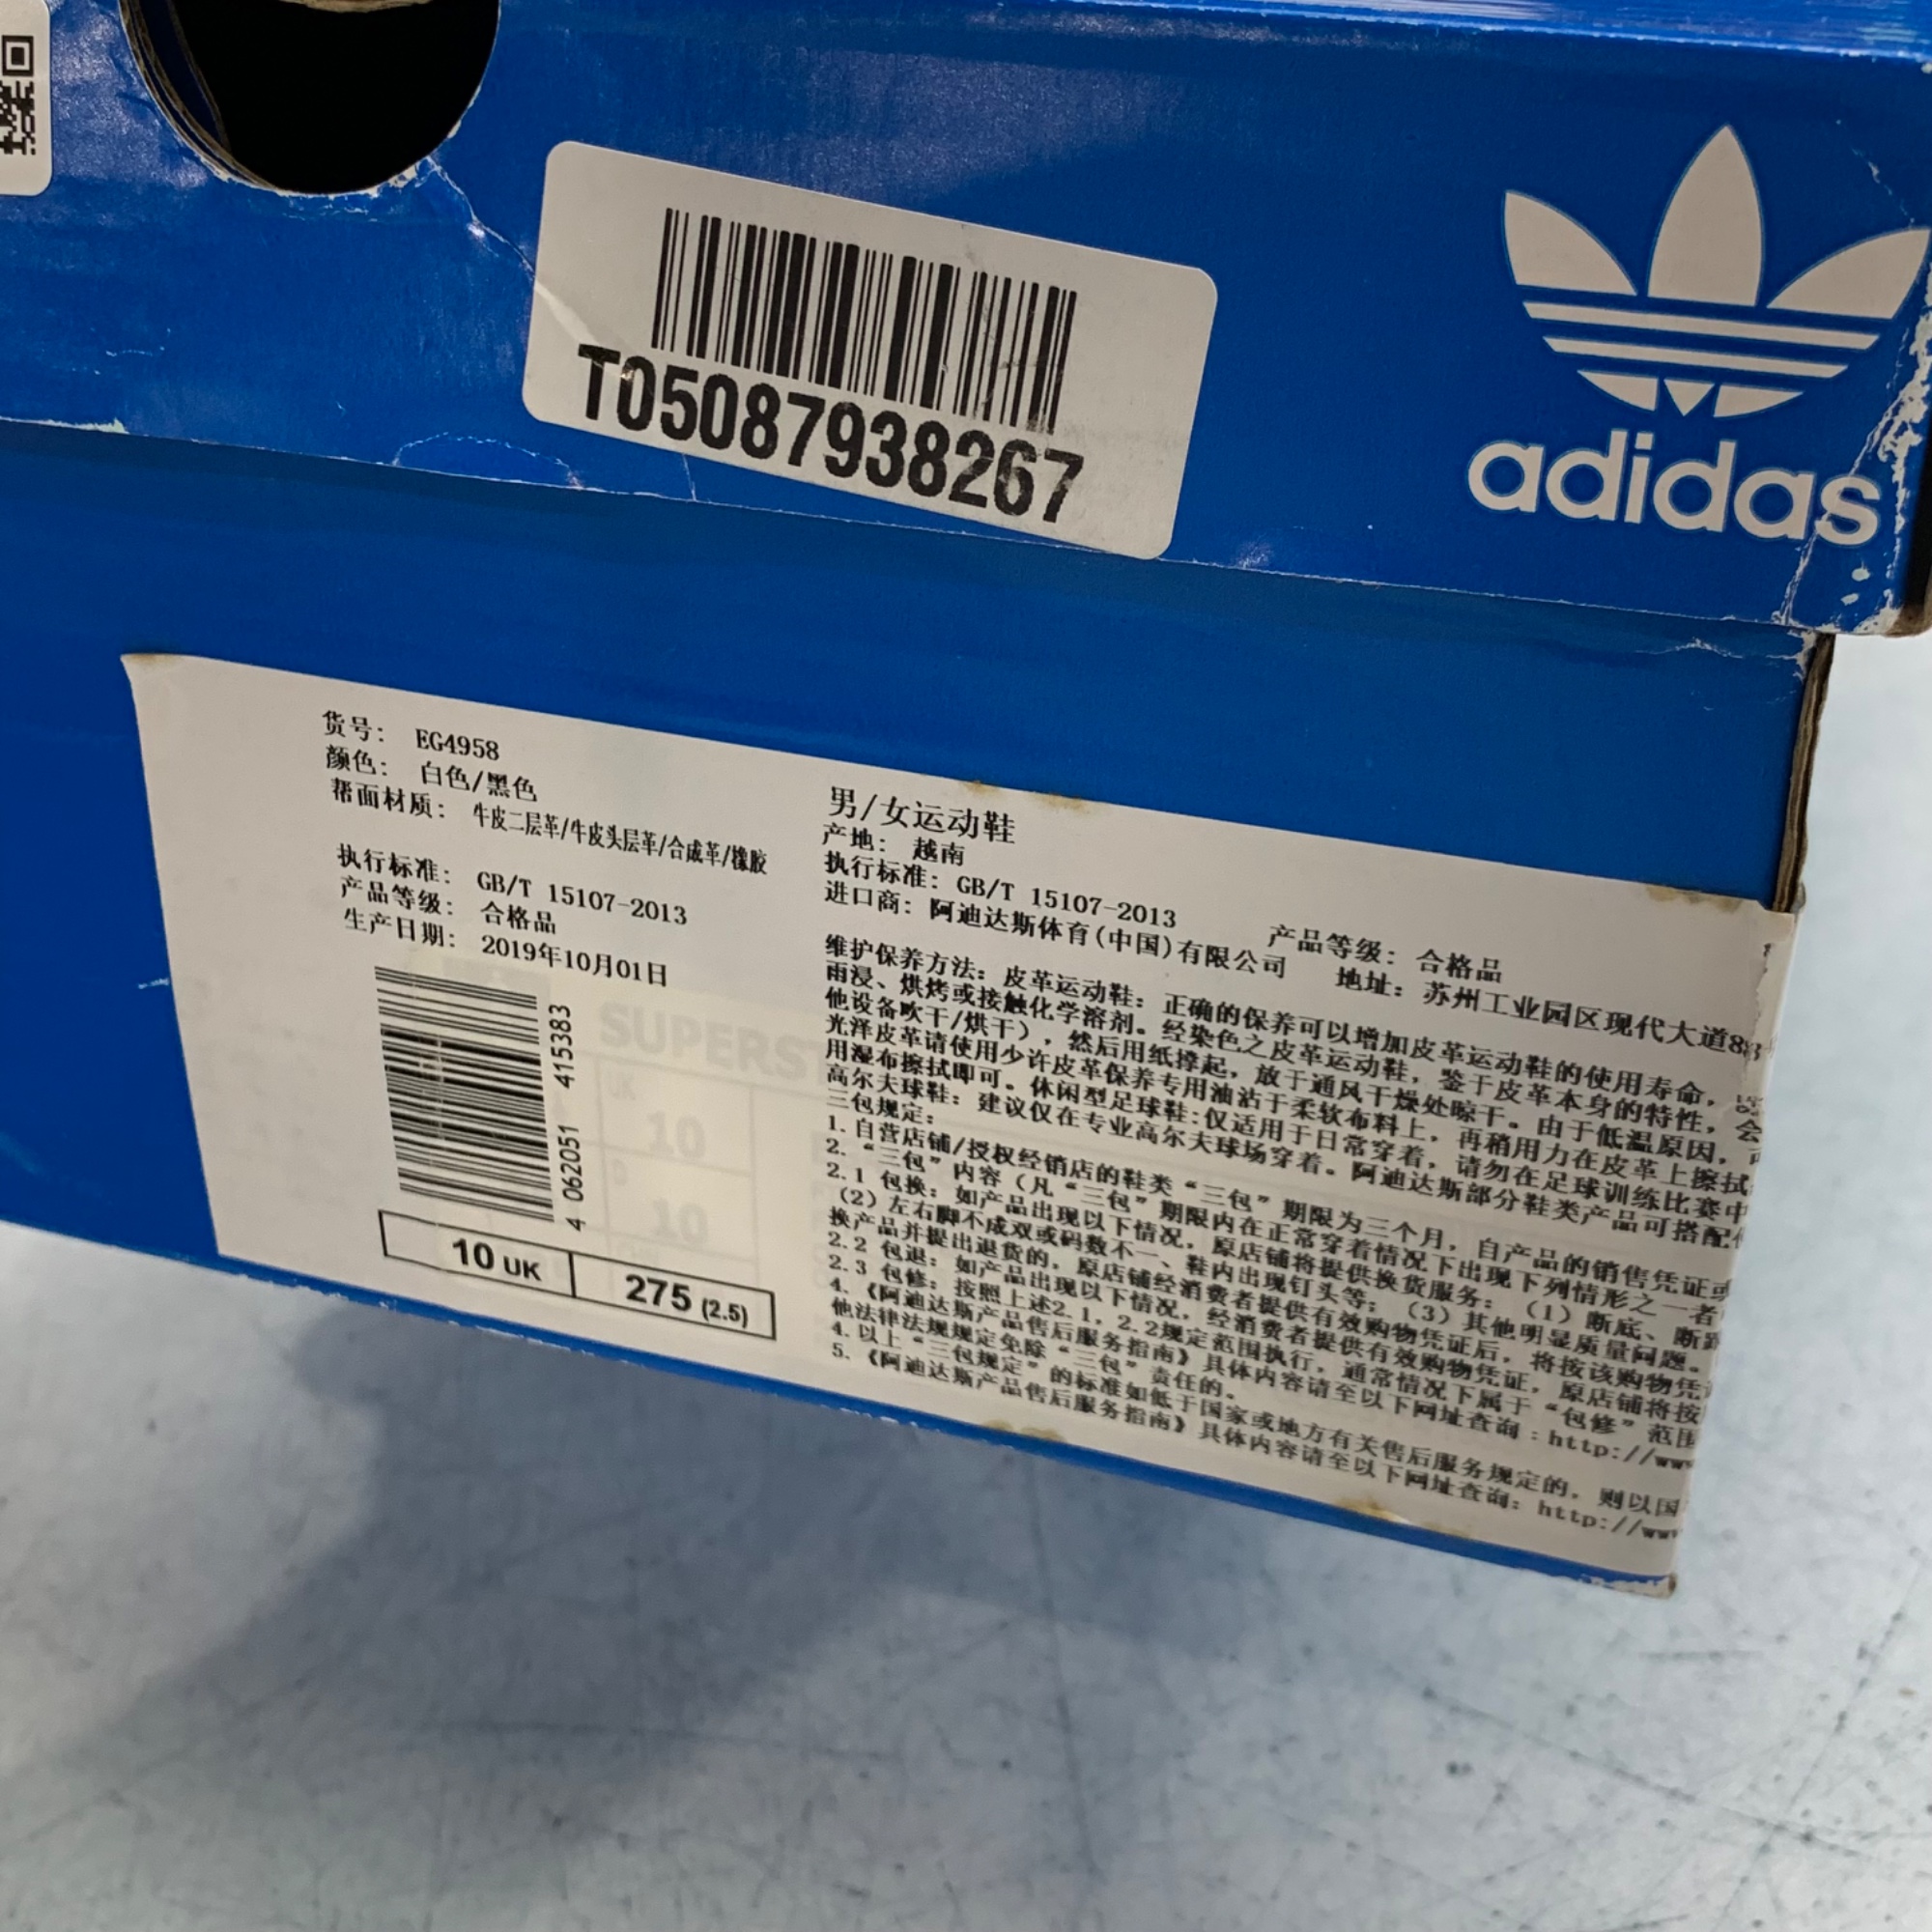 T05087938267
adidas
货号: EG4958
颜色: 白色/黑色
帮面材质: 牛皮二层革/牛皮头层革/合成革/橡胶
执行标准: GB/T 15107-2013
产品等级: 合格品
生产日期: 2019年10月01日
4 062051 415383
10 UK
275 (2.5)
SUPERST
UK
10
D
10
男/女运动鞋
产地: 越南
执行标准: GB/T 15107-2013 产品等级: 合格品
进口商: 阿迪达斯体育(中国)有限公司 地址: 苏州工业园区现代大道88
维护保养方法: 皮革运动鞋: 正确的保养可以增加皮革运动鞋的使用寿命,
雨浸、烘烤或接触化学溶剂。经染色之皮革运动鞋, 鉴于皮革本身的特性, 会
他设备吹干/烘干), 然后用纸撑起, 放于通风干燥处晾干。由于低温原因,
光泽皮革请使用少许皮革保养专用油沾于柔软布料上, 再稍用力在皮革上擦拭
用湿布擦拭即可。休闲型足球鞋:仅适用于日常穿着, 请勿在足球训练比赛中
高尔夫球鞋: 建议仅在专业高尔夫球场穿着。阿迪达斯部分鞋类产品可搭配
三包规定:
1. 自营店铺/授权经销店的鞋类“三包”期限为三个月, 自产品的销售凭证
2. “三包”内容(凡“三包”期限内在正常穿着情况下出现下列情形之一者
2.1 包换: 如产品出现以下情况, 原店铺将提供换货服务: (1)断底、断
(2)左右脚不成双或码数不一、鞋内出现钉头等; (3)其他明显质量问题。
换产品并提出退货的, 原店铺经消费者提供有效购物凭证后, 将按该购物凭
2.2 包退: 如产品出现以下情况, 经消费者提供有效购物凭证, 原店铺将按
2.3 包修: 按照上述2.1, 2.2规定范围执行, 通常情况下属于“包修”范围
4. 《阿迪达斯产品售后服务指南》具体内容请至以下网址查询:http://www
他法律法规规定免除“三包”责任的。
4. 以上“三包规定”的标准如低于国家或地方有关售后服务规定的, 则以国
5. 《阿迪达斯产品售后服务指南》具体内容请至以下网址查询: http://www